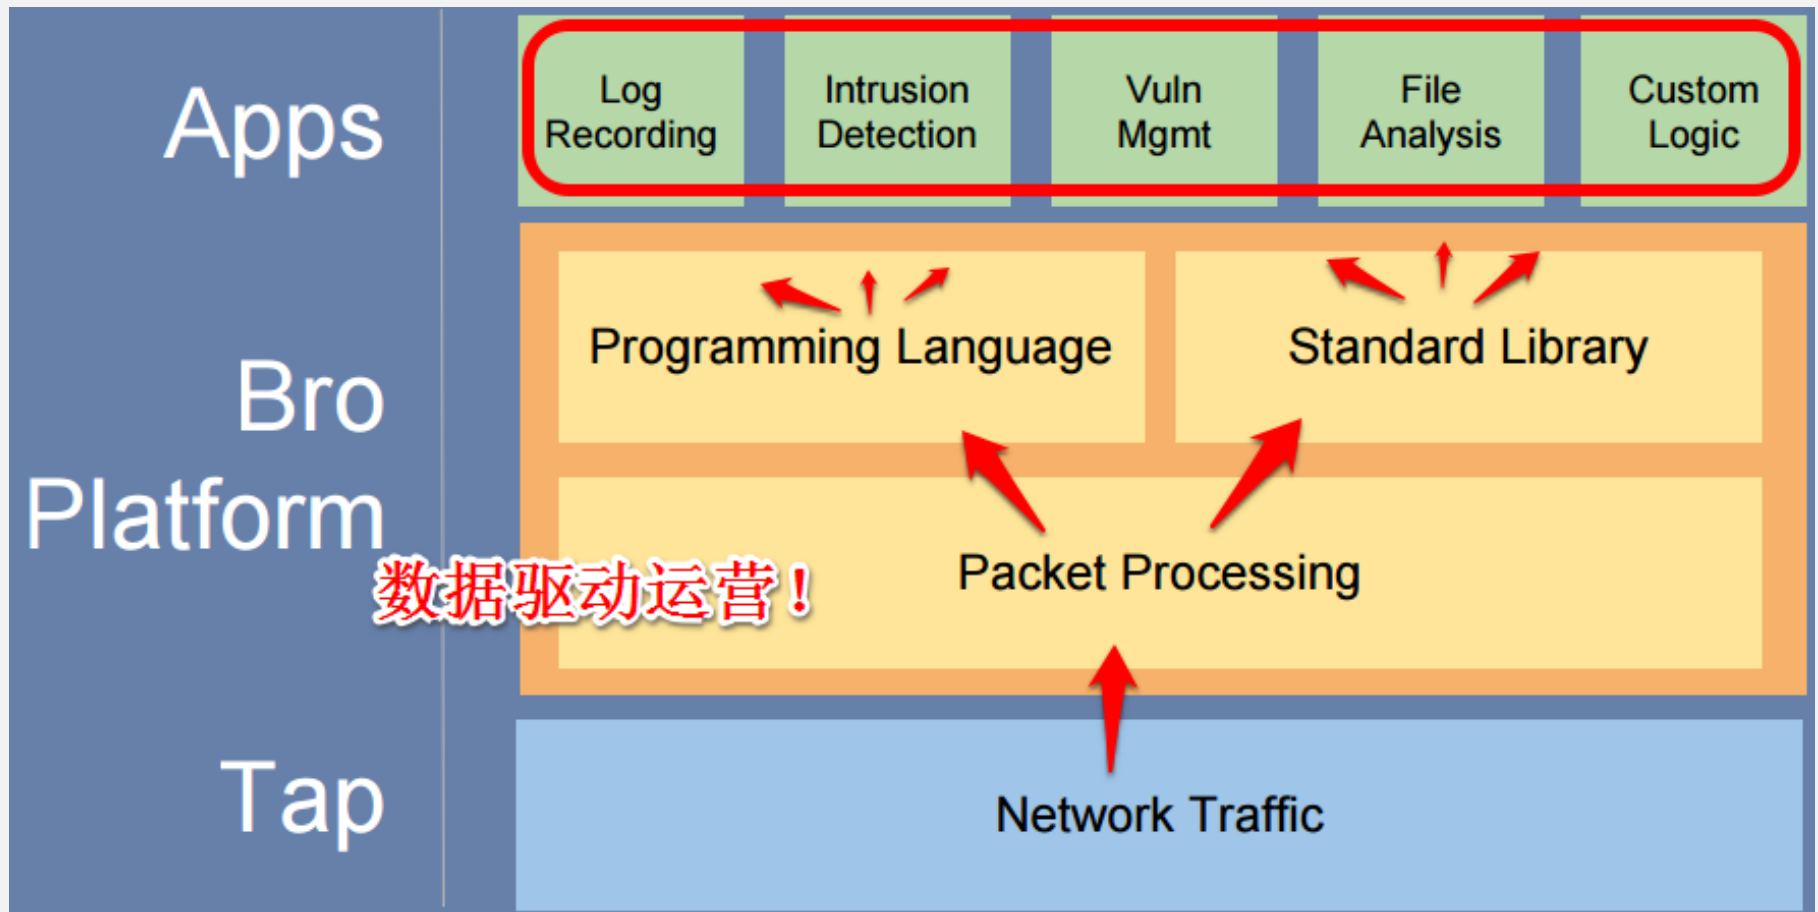 Apps
Log
Recording
Intrusion
Detection
Vuln
Mgmt
File
Analysis
Custom
Logic
Bro
Platform
Programming Language
Standard Library
数据驱动运营！
Packet Processing
Tap
Network Traffic